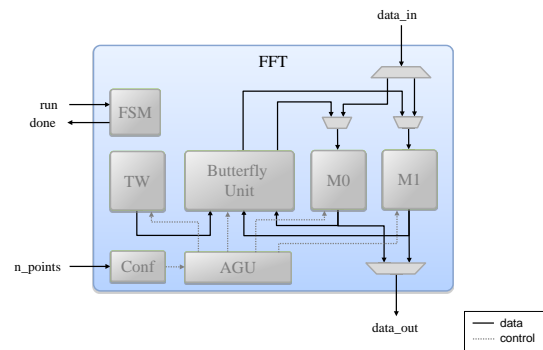 data_in
FFT
run
done
FSM
TW
Butterfly
Unit
M0
M1
n_points
Conf
AGU
data_out
data
control